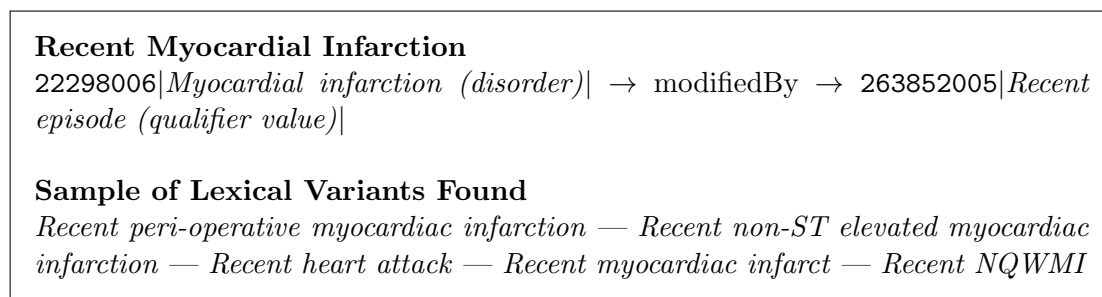 Recent Myocardial Infarction
22298006|Myocardial infarction (disorder)| → modifiedBy → 263852005|Recent
episode (qualifier value)|
Sample of Lexical Variants Found
Recent peri-operative myocardiac infarction — Recent non-ST elevated myocardiac
infarction — Recent heart attack — Recent myocardiac infarct — Recent NQWMI